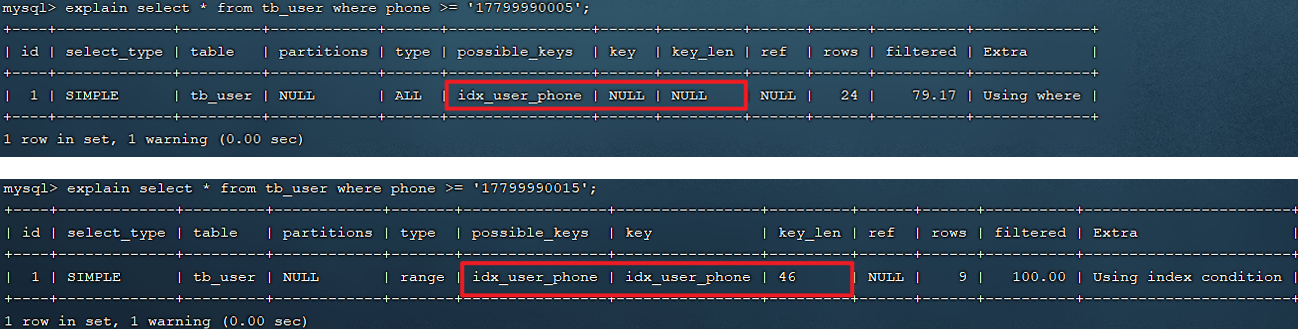 mysql> explain select * from tb_user where phone >= '17799990005';
+----+-------------+---------+------------+------+----------------+------+---------+------+------+----------+-------------+
| id | select_type | table | partitions | type | possible_keys | key | key_len | ref | rows | filtered | Extra |
+----+-------------+---------+------------+------+----------------+------+---------+------+------+----------+-------------+
| 1 | SIMPLE | tb_user | NULL | ALL | idx_user_phone | NULL | NULL | NULL | 24 | 79.17 | Using where |
+----+-------------+---------+------------+------+----------------+------+---------+------+------+----------+-------------+
1 row in set, 1 warning (0.00 sec)
mysql> explain select * from tb_user where phone >= '17799990015';
+----+-------------+---------+------------+-------+----------------+----------------+---------+------+------+----------+-----------------------+
| id | select_type | table | partitions | type | possible_keys | key | key_len | ref | rows | filtered | Extra |
+----+-------------+---------+------------+-------+----------------+----------------+---------+------+------+----------+-----------------------+
| 1 | SIMPLE | tb_user | NULL | range | idx_user_phone | idx_user_phone | 46 | NULL | 9 | 100.00 | Using index condition |
+----+-------------+---------+------------+-------+----------------+----------------+---------+------+------+----------+-----------------------+
1 row in set, 1 warning (0.00 sec)